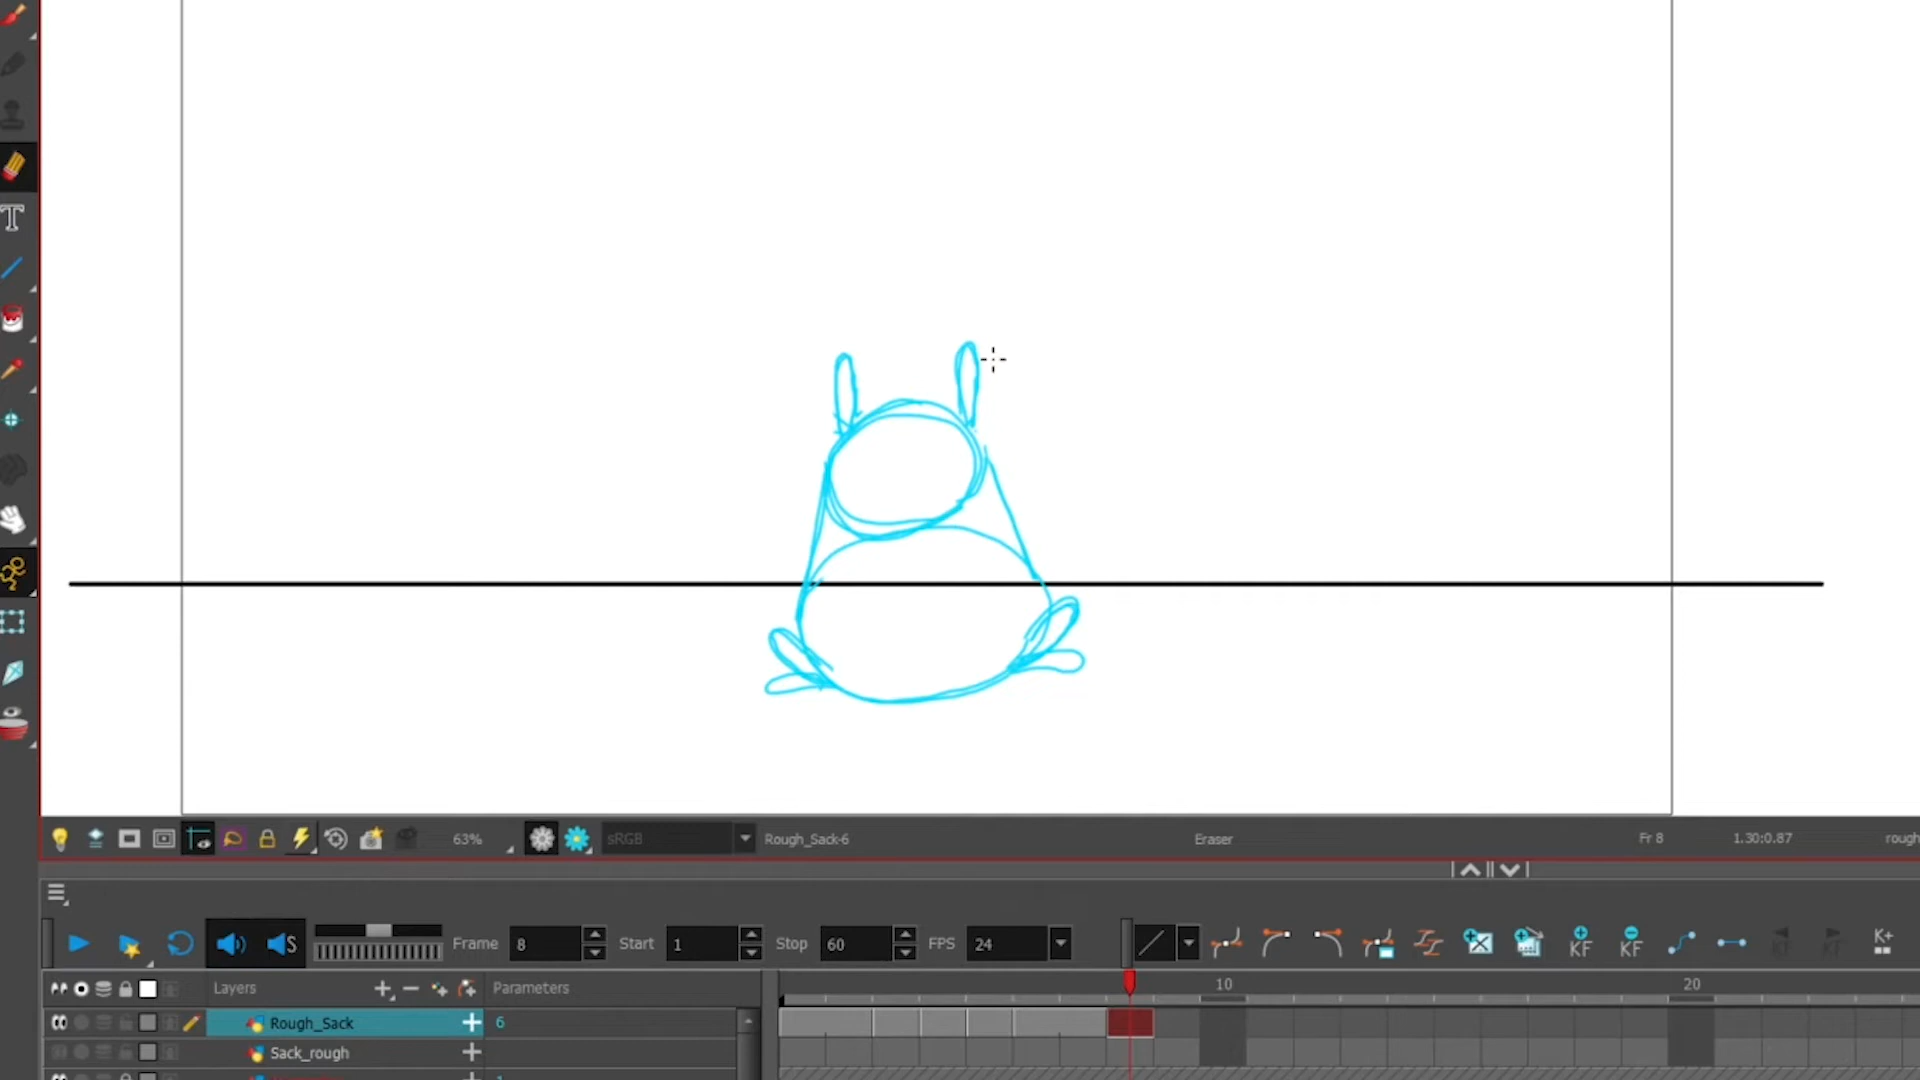 63%
sRGB
Rough_Sack-6
Eraser
Fr 8
1.30:0.87
rough
S
Frame 8
Start 1
Stop 60
FPS 24
KF
KF
K+
Layers
Parameters
10
20
Rough_Sack
6
Sack_rough